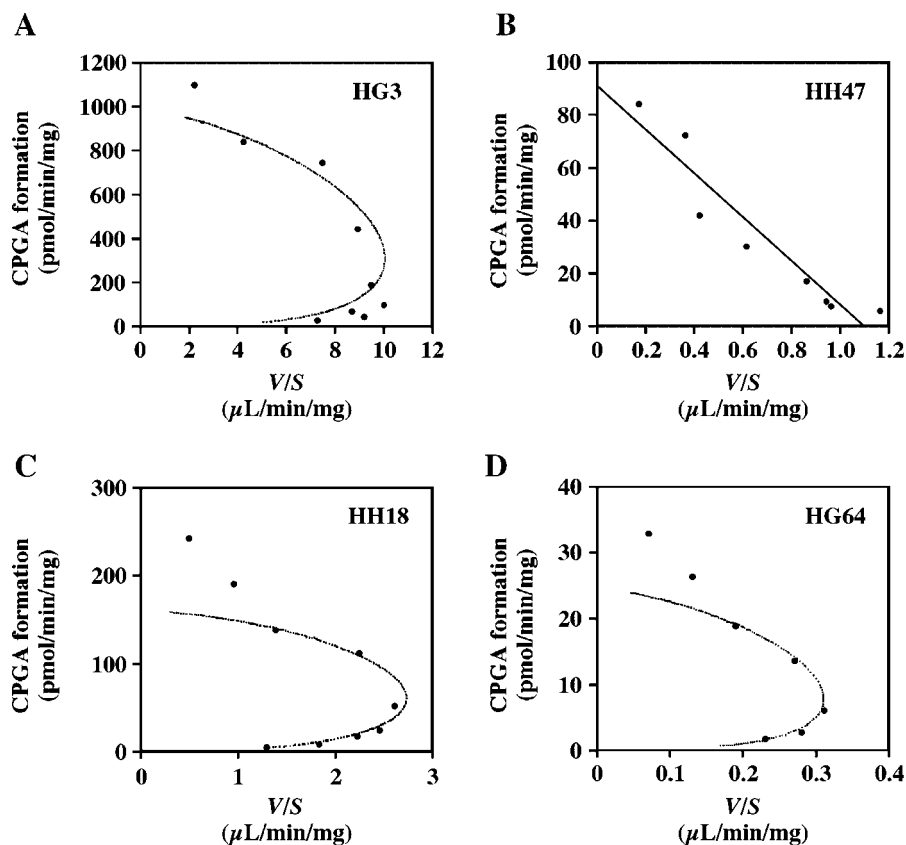 A
CPGA formation
(pmol/min/mg)
1200
1000
800
600
400
200
0
HG3
0 2 4 6 8 10 12
V/S
(µL/min/mg)
B
CPGA formation
(pmol/min/mg)
100
80
60
40
20
0
HH47
0 0.2 0.4 0.6 0.8 1.0 1.2
V/S
(µL/min/mg)
C
CPGA formation
(pmol/min/mg)
300
200
100
0
HH18
0 1 2 3
V/S
(µL/min/mg)
D
CPGA formation
(pmol/min/mg)
40
30
20
10
0
HG64
0 0.1 0.2 0.3 0.4
V/S
(µL/min/mg)